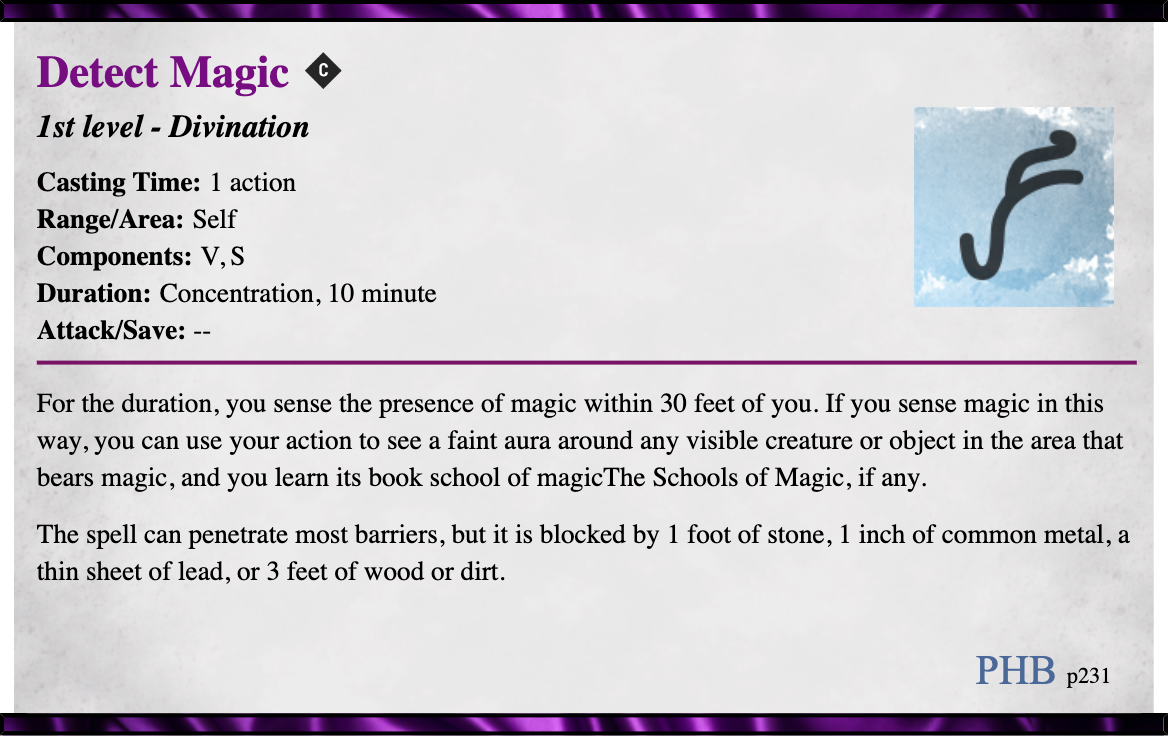 Detect Magic C
1st level - Divination
Casting Time: 1 action
Range/Area: Self
Components: V, S
Duration: Concentration, 10 minute
Attack/Save: --
For the duration, you sense the presence of magic within 30 feet of you. If you sense magic in this
way, you can use your action to see a faint aura around any visible creature or object in the area that
bears magic, and you learn its book school of magicThe Schools of Magic, if any.
The spell can penetrate most barriers, but it is blocked by 1 foot of stone, 1 inch of common metal, a
thin sheet of lead, or 3 feet of wood or dirt.
PHB p231